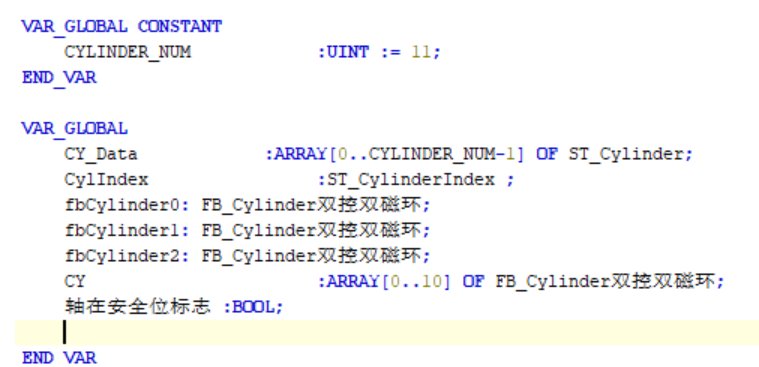 VAR_GLOBAL CONSTANT
CYLINDER_NUM :UINT := 11;
END_VAR
VAR_GLOBAL
CY_Data :ARRAY[0..CYLINDER_NUM-1] OF ST_Cylinder;
CylIndex :ST_CylinderIndex ;
fbCylinder0: FB_Cylinder双控双磁环;
fbCylinder1: FB_Cylinder双控双磁环;
fbCylinder2: FB_Cylinder双控双磁环;
CY :ARRAY[0..10] OF FB_Cylinder双控双磁环;
轴在安全位标志 :BOOL;
END_VAR